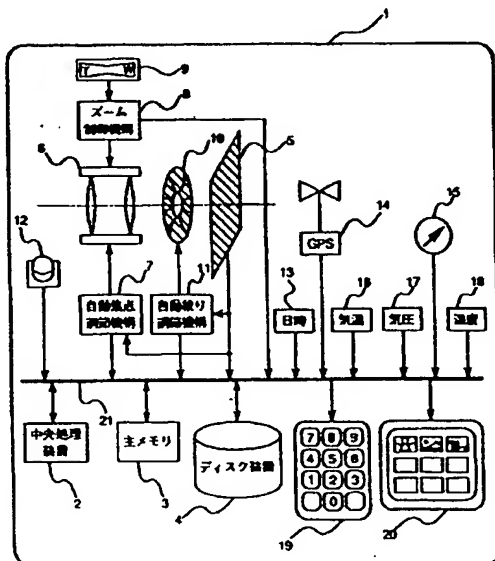 1
9
W
8
ズーム
制御機構
6
10
5
12
14
GPS
15
7
11
自動焦点
調節機構
自動絞り
調節機構
13
日時
16
気温
17
気圧
18
21
中央処理
装置
2
主メモリ
3
ディスク装置
4
7 8 9
4 5 6
1 2 3
0
19
20